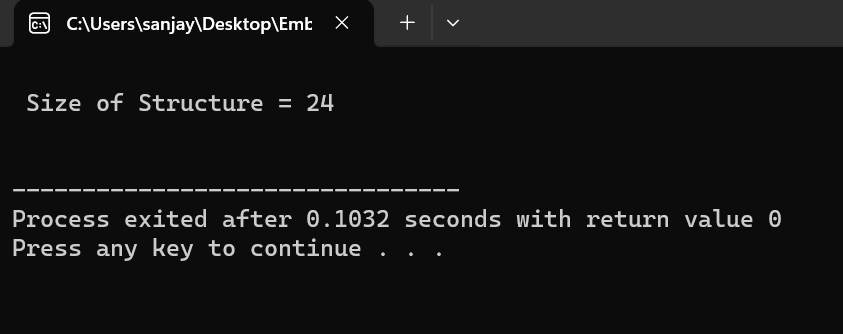 C:\Users\sanjay\Desktop\Emb
Size of Structure = 24
--------------------------------
Process exited after 0.1032 seconds with return value 0
Press any key to continue . . .